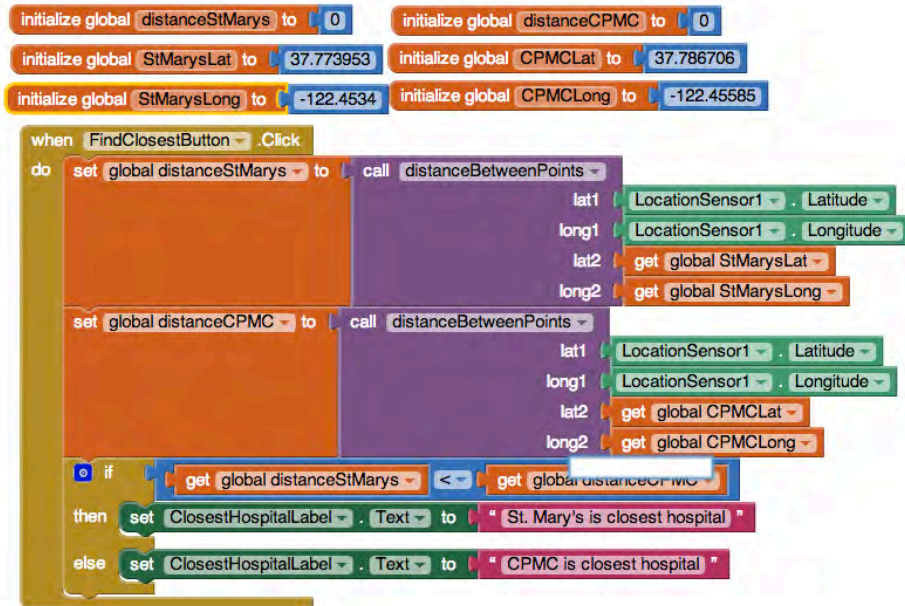 initialize global distanceStMarys to 0 initialize global distanceCPMC to 0
initialize global StMarysLat to 37.773953 initialize global CPMCLat to 37.786706
initialize global StMarysLong to -122.4534 initialize global CPMCLong to -122.45585
when FindClosestButton .Click
do set global distanceStMarys to call distanceBetweenPoints
lat1 LocationSensor1 . Latitude
long1 LocationSensor1 . Longitude
lat2 get global StMarysLat
long2 get global StMarysLong
set global distanceCPMC to call distanceBetweenPoints
lat1 LocationSensor1 . Latitude
long1 LocationSensor1 . Longitude
lat2 get global CPMCLat
long2 get global CPMCLong
if get global distanceStMarys < get global distanceCPMC
then set ClosestHospitalLabel . Text to " St. Mary's is closest hospital "
else set ClosestHospitalLabel . Text to " CPMC is closest hospital "